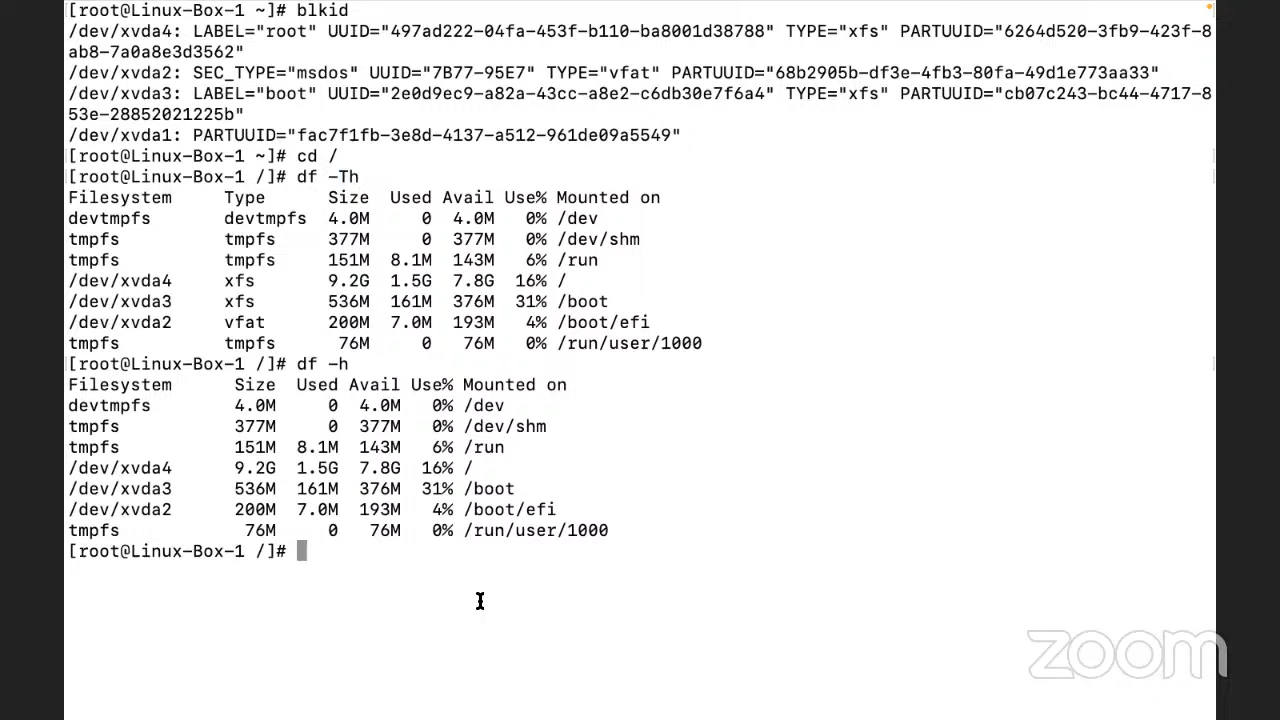 [root@Linux-Box-1 ~]# blkid
/dev/xvda4: LABEL="root" UUID="497ad222-04fa-453f-b110-ba8001d38788" TYPE="xfs" PARTUUID="6264d520-3fb9-423f-8
ab8-7a0a8e3d3562"
/dev/xvda2: SEC_TYPE="msdos" UUID="7B77-95E7" TYPE="vfat" PARTUUID="68b2905b-df3e-4fb3-80fa-49d1e773aa33"
/dev/xvda3: LABEL="boot" UUID="2e0d9ec9-a82a-43cc-a8e2-c6db30e7f6a4" TYPE="xfs" PARTUUID="cb07c243-bc44-4717-8
53e-28852021225b"
/dev/xvda1: PARTUUID="fac7f1fb-3e8d-4137-a512-961de09a5549"
[root@Linux-Box-1 ~]# cd /
[root@Linux-Box-1 /]# df -Th
Filesystem     Type      Size  Used Avail Use% Mounted on
devtmpfs       devtmpfs  4.0M     0  4.0M   0% /dev
tmpfs          tmpfs     377M     0  377M   0% /dev/shm
tmpfs          tmpfs     151M  8.1M  143M   6% /run
/dev/xvda4     xfs       9.2G  1.5G  7.8G  16% /
/dev/xvda3     xfs       536M  161M  376M  31% /boot
/dev/xvda2     vfat      200M  7.0M  193M   4% /boot/efi
tmpfs          tmpfs      76M     0   76M   0% /run/user/1000
[root@Linux-Box-1 /]# df -h
Filesystem      Size  Used Avail Use% Mounted on
devtmpfs        4.0M     0  4.0M   0% /dev
tmpfs           377M     0  377M   0% /dev/shm
tmpfs           151M  8.1M  143M   6% /run
/dev/xvda4      9.2G  1.5G  7.8G  16% /
/dev/xvda3      536M  161M  376M  31% /boot
/dev/xvda2      200M  7.0M  193M   4% /boot/efi
tmpfs            76M     0   76M   0% /run/user/1000
[root@Linux-Box-1 /]#
zoom